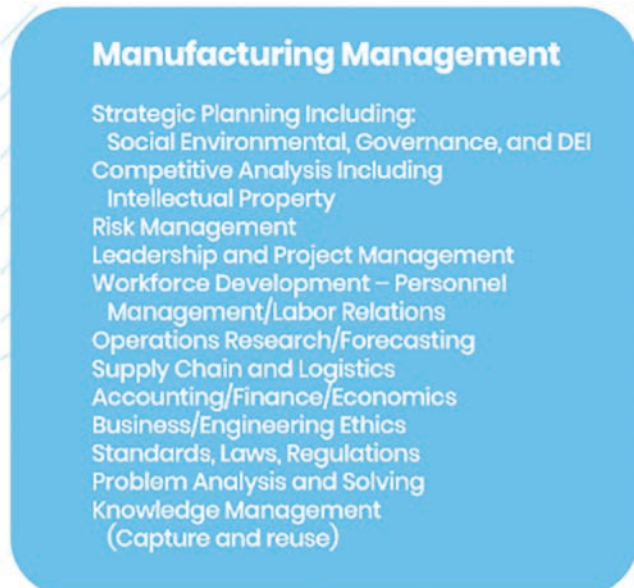 Manufacturing Management
Strategic Planning Including:
Social Environmental, Governance, and DEI
Competitive Analysis Including
Intellectual Property
Risk Management
Leadership and Project Management
Workforce Development – Personnel
Management/Labor Relations
Operations Research/Forecasting
Supply Chain and Logistics
Accounting/Finance/Economics
Business/Engineering Ethics
Standards, Laws, Regulations
Problem Analysis and Solving
Knowledge Management
(Capture and reuse)